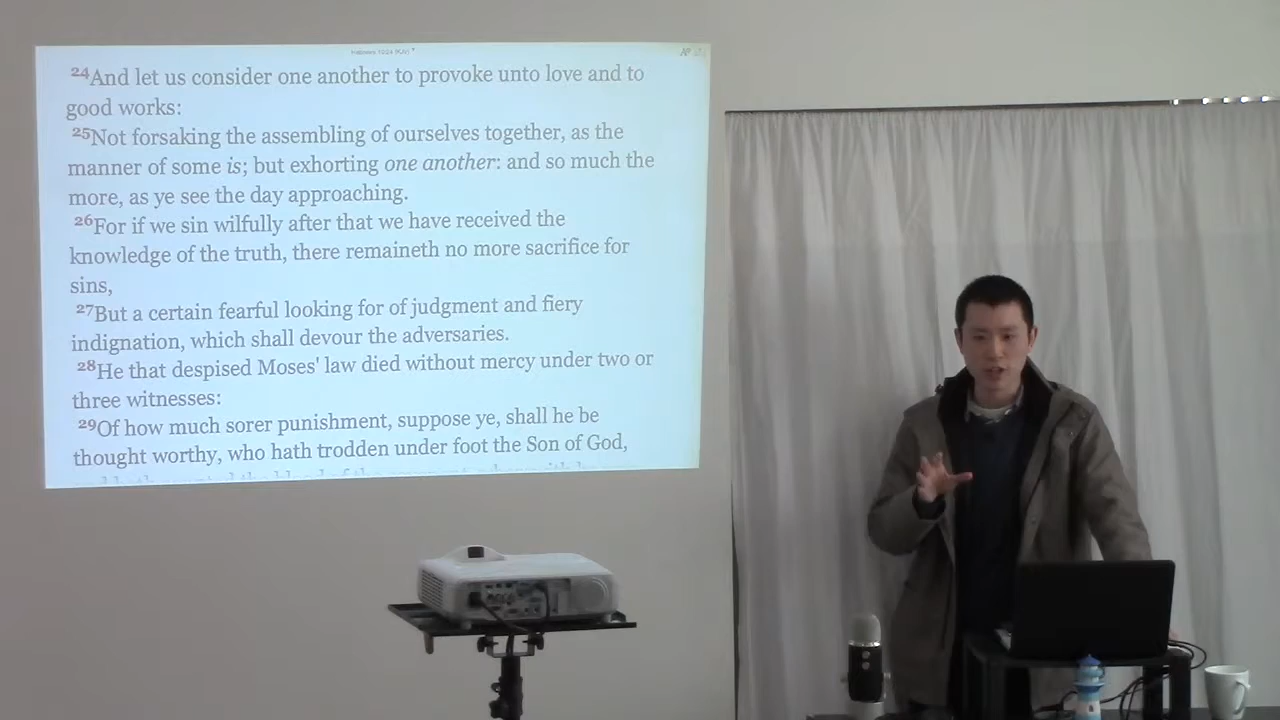 Hebrews 10:24 (KJV)
24And let us consider one another to provoke unto love and to
good works:
25Not forsaking the assembling of ourselves together, as the
manner of some is; but exhorting one another: and so much the
more, as ye see the day approaching.
26For if we sin wilfully after that we have received the
knowledge of the truth, there remaineth no more sacrifice for
sins,
27But a certain fearful looking for of judgment and fiery
indignation, which shall devour the adversaries.
28He that despised Moses' law died without mercy under two or
three witnesses:
29Of how much sorer punishment, suppose ye, shall he be
thought worthy, who hath trodden under foot the Son of God,